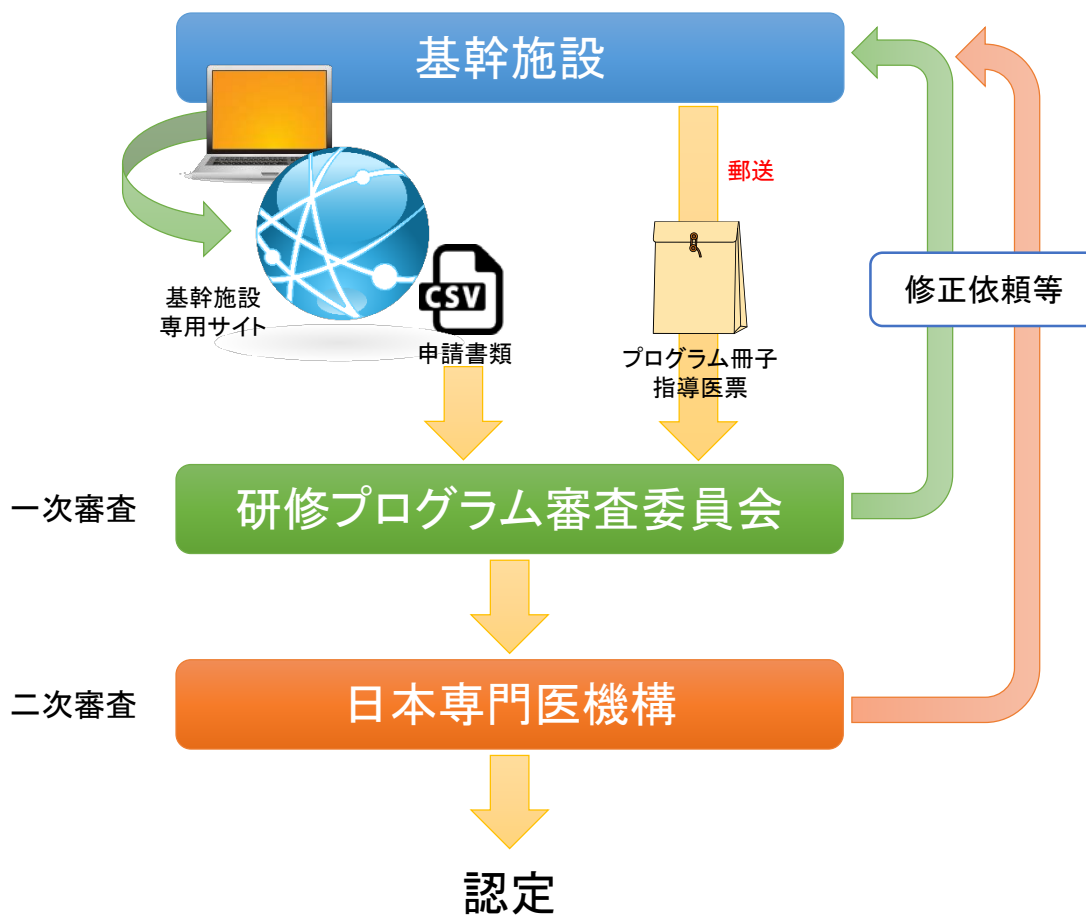 基幹施設
郵送
基幹施設
専用サイト
CSV
申請書類
プログラム冊子
指導医票
修正依頼等
一次審査
研修プログラム審査委員会
二次審査
日本専門医機構
認定